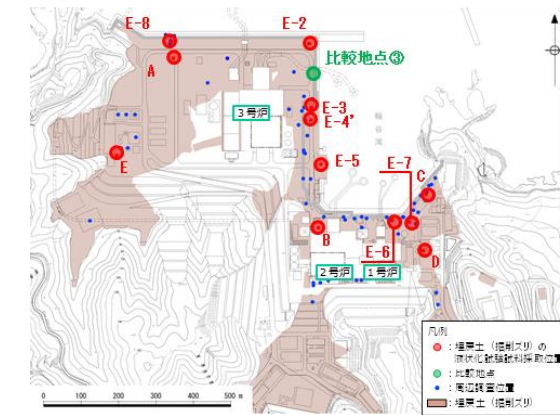 E-8
E-2
A
比較地点③
E-3
E-4'
3号炉
輪谷湾
E-5
E
E-7
C
B
E-6
D
2号炉
1号炉
凡例
：埋戻土（掘削ズリ）の
液状化試験試料採取位置
：比較地点
：周辺調査位置
：埋戻土（掘削ズリ）
0 100 200 300 400 500 m